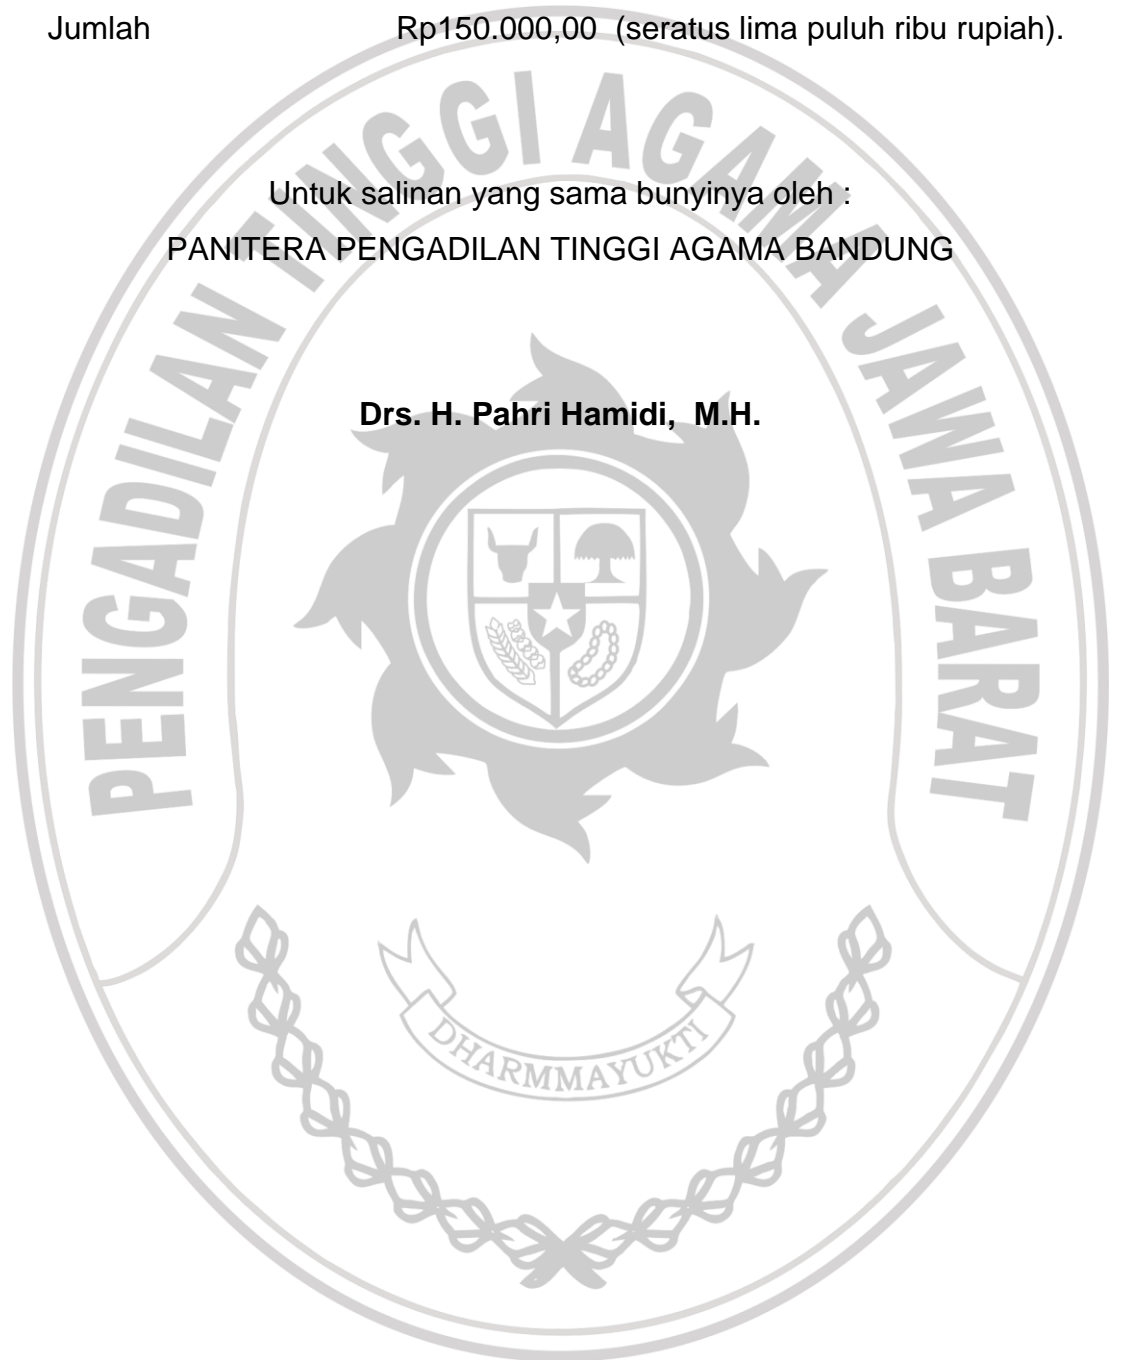 Jumlah Rp150.000,00 (seratus lima puluh ribu rupiah).
Untuk salinan yang sama bunyinya oleh :
PANITERA PENGADILAN TINGGI AGAMA BANDUNG
Drs. H. Pahri Hamidi, M.H.
PENGADILAN TINGGI AGAMA JAWA BARAT
DHARMMAYUKTI